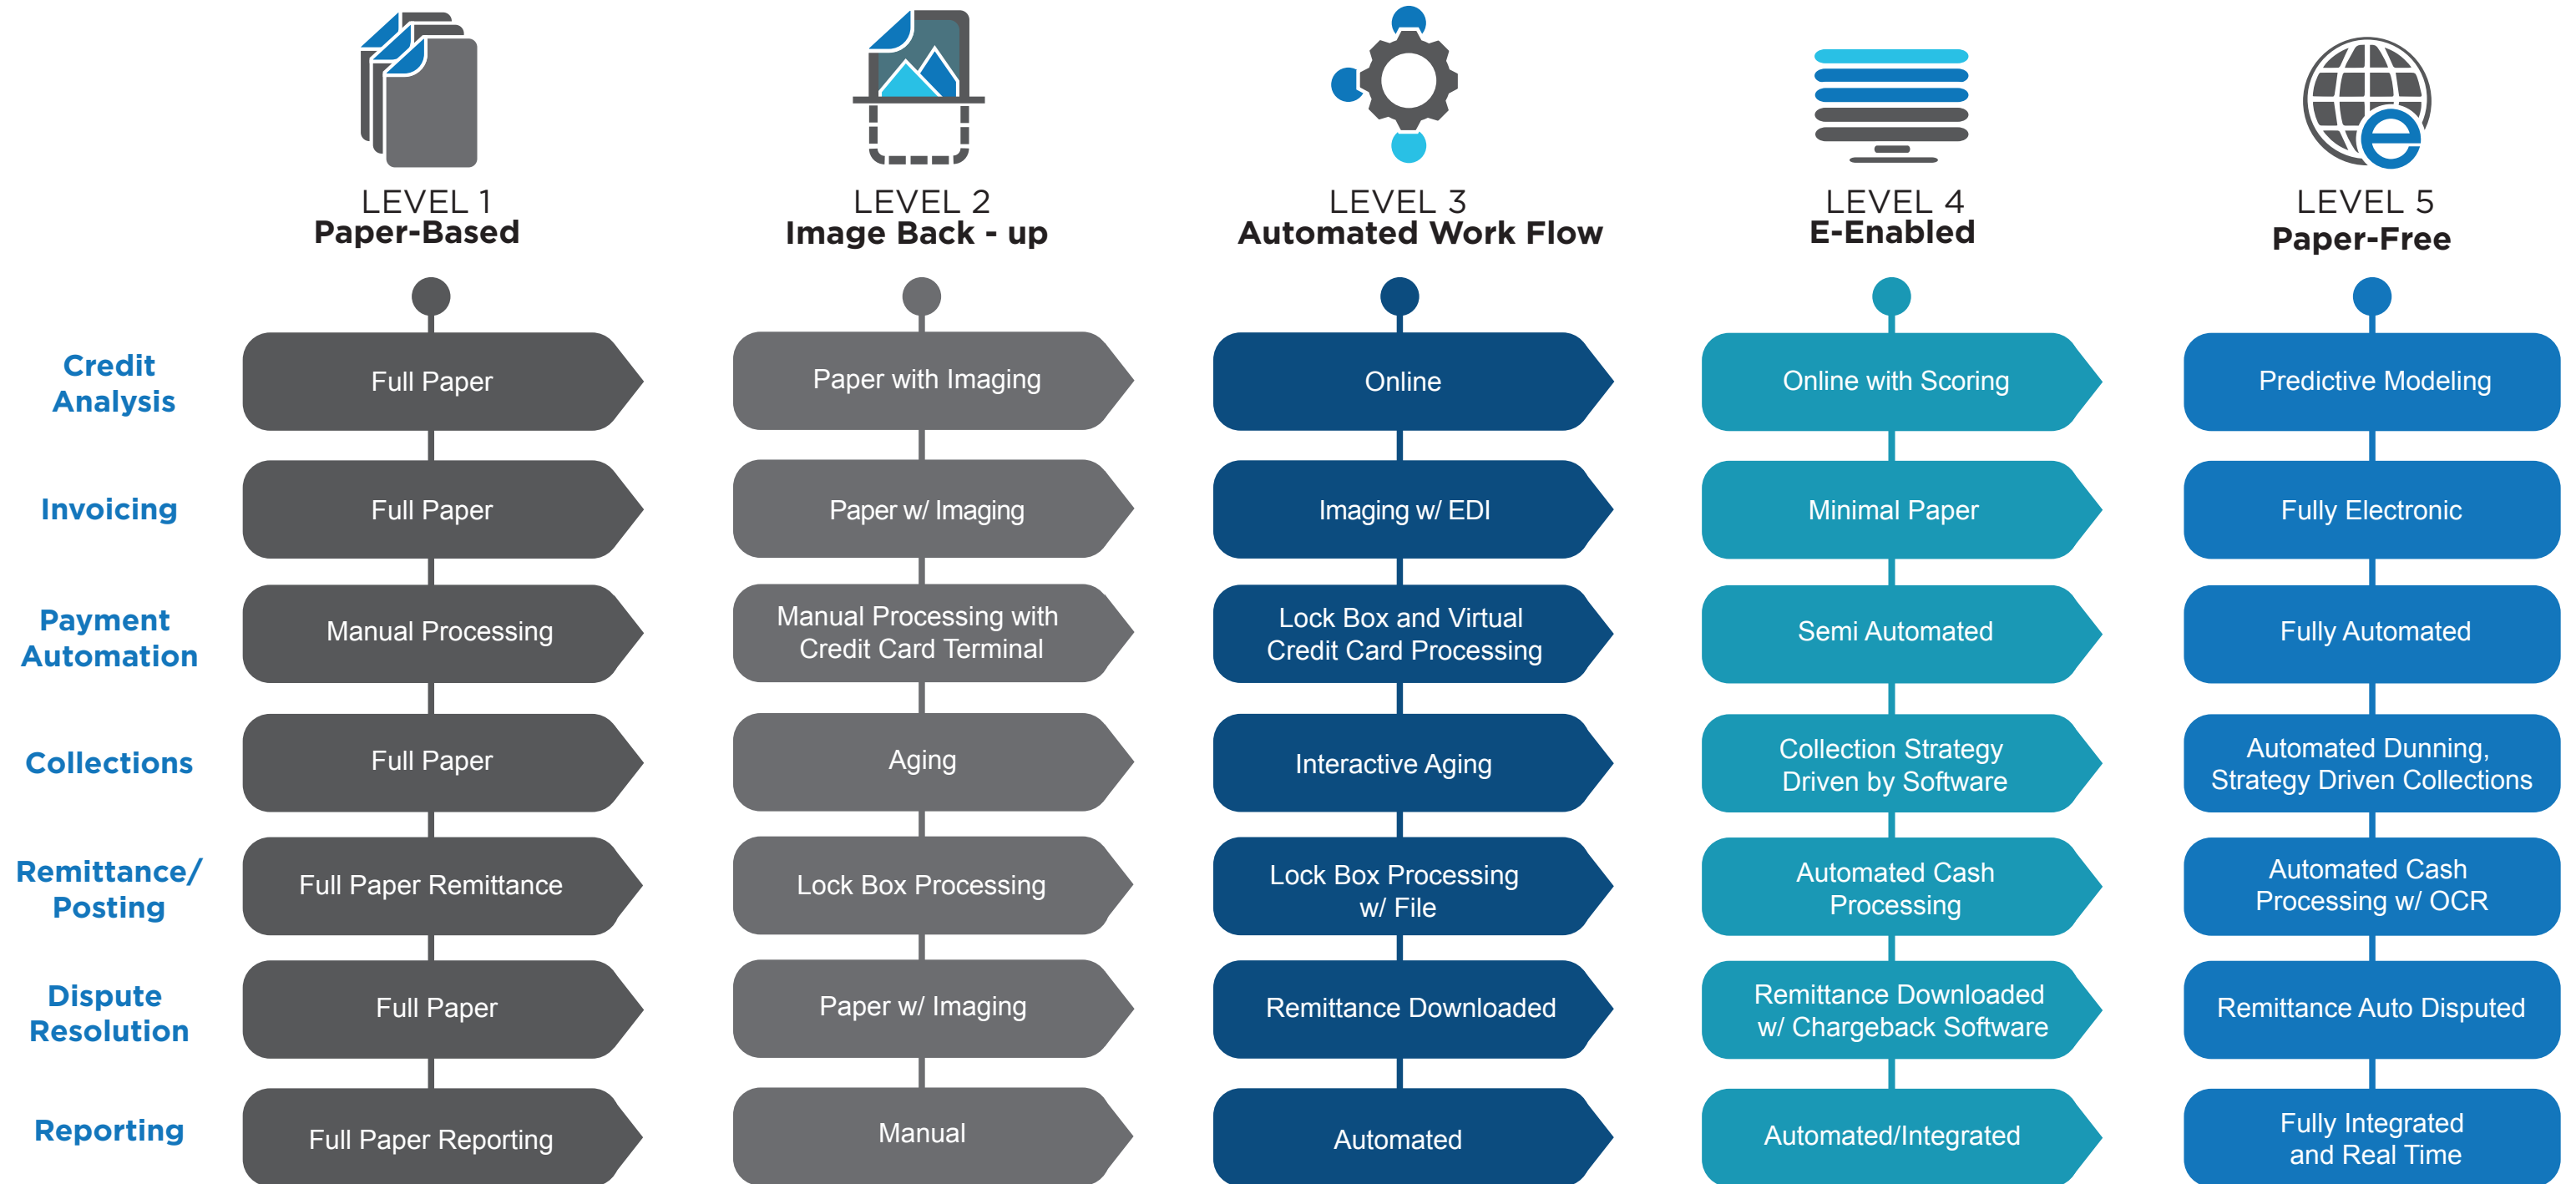 LEVEL 1
Paper-Based
LEVEL 2
Image Back - up
LEVEL 3
Automated Work Flow
LEVEL 4
E-Enabled
LEVEL 5
Paper-Free
Credit
Analysis
Full Paper
Paper with Imaging
Online
Online with Scoring
Predictive Modeling
Invoicing
Full Paper
Paper w/ Imaging
Imaging w/ EDI
Minimal Paper
Fully Electronic
Payment
Automation
Manual Processing
Manual Processing with
Credit Card Terminal
Lock Box and Virtual
Credit Card Processing
Semi Automated
Fully Automated
Collections
Full Paper
Aging
Interactive Aging
Collection Strategy
Driven by Software
Automated Dunning,
Strategy Driven Collections
Remittance/
Posting
Full Paper Remittance
Lock Box Processing
Lock Box Processing
w/ File
Automated Cash
Processing
Automated Cash
Processing w/ OCR
Dispute
Resolution
Full Paper
Paper w/ Imaging
Remittance Downloaded
Remittance Downloaded
w/ Chargeback Software
Remittance Auto Disputed
Reporting
Full Paper Reporting
Manual
Automated
Automated/Integrated
Fully Integrated
and Real Time